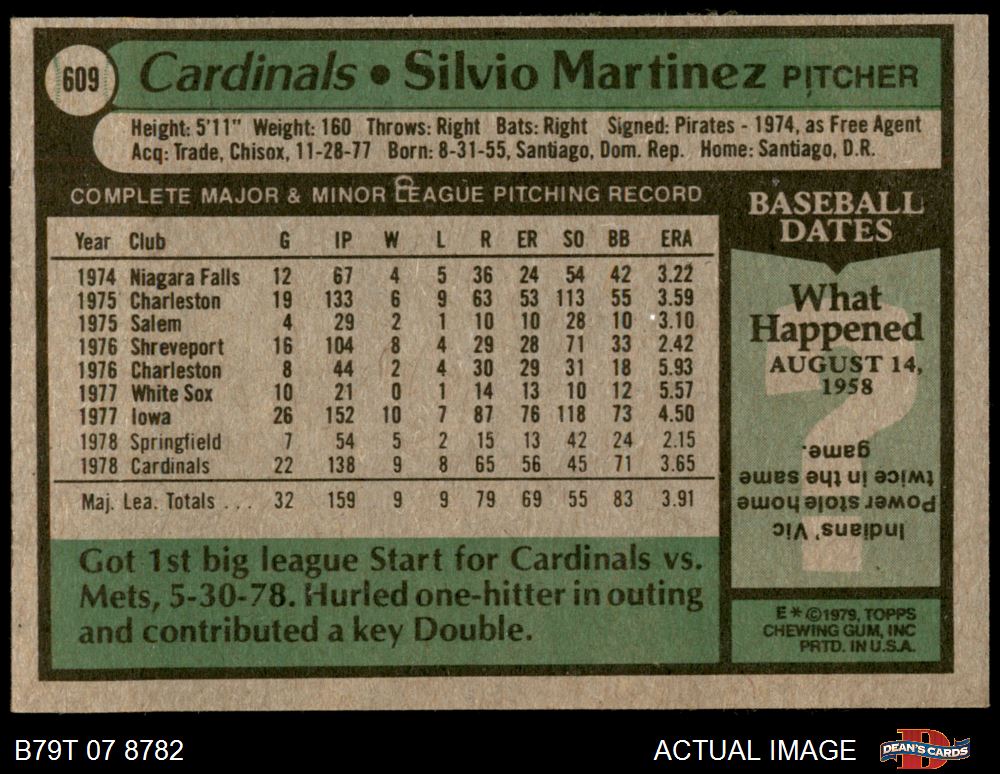 609
Cardinals • Silvio Martinez PITCHER
Height: 5'11" Weight: 160 Throws: Right Bats: Right Signed: Pirates - 1974, as Free Agent
Acq: Trade, Chisox, 11-28-77 Born: 8-31-55, Santiago, Dom. Rep. Home: Santiago, D.R.
COMPLETE MAJOR & MINOR LEAGUE PITCHING RECORD
Year Club G IP W L R ER SO BB ERA
1974 Niagara Falls 12 67 4 5 36 24 54 42 3.22
1975 Charleston 19 133 6 9 63 53 113 55 3.59
1975 Salem 4 29 2 1 10 10 28 10 3.10
1976 Shreveport 16 104 8 4 29 28 71 33 2.42
1976 Charleston 8 44 2 4 30 29 31 18 5.93
1977 White Sox 10 21 0 1 14 13 10 12 5.57
1977 Iowa 26 152 10 7 87 76 118 73 4.50
1978 Springfield 7 54 5 2 15 13 42 24 2.15
1978 Cardinals 22 138 9 8 65 56 45 71 3.65
Maj. Lea. Totals . . . 32 159 9 9 79 69 55 83 3.91
Got 1st big league Start for Cardinals vs.
Mets, 5-30-78. Hurled one-hitter in outing
and contributed a key Double.
BASEBALL
DATES
What
Happened
AUGUST 14,
1958
?
Indians' Vic
Power stole home
twice in the same
game.
E * © 1979, TOPPS
CHEWING GUM, INC
PRTD. IN U.S.A.
B79T 07 8782
ACTUAL IMAGE
D
DEAN'S CARDS